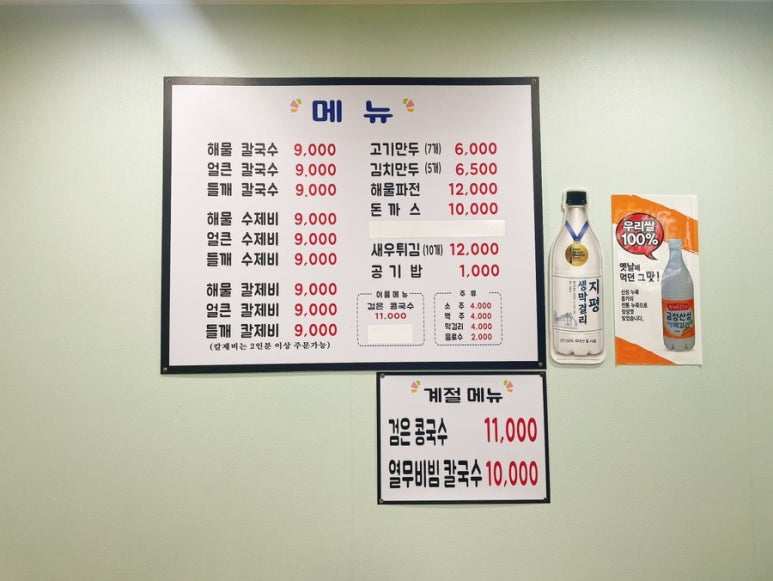 메 뉴
해물 칼국수 9,000
얼큰 칼국수 9,000
들깨 칼국수 9,000
해물 수제비 9,000
얼큰 수제비 9,000
들깨 수제비 9,000
해물 칼제비 9,000
얼큰 칼제비 9,000
들깨 칼제비 9,000
(칼제비는 2인분 이상 주문가능)
고기만두 (7개) 6,000
김치만두 (5개) 6,500
해물파전 12,000
돈 까 스 10,000
새우튀김 (10개) 12,000
공 기 밥 1,000
여름메뉴
검은 콩국수
11.000
주 류
소 주 4.000
맥 주 4.000
막걸리 4.000
음료수 2.000
계절 메뉴
검은 콩국수 11,000
열무비빔 칼국수 10,000
지평
생막걸리
우리쌀
100%
옛날에
먹던 그맛!
금정산성
막걸리